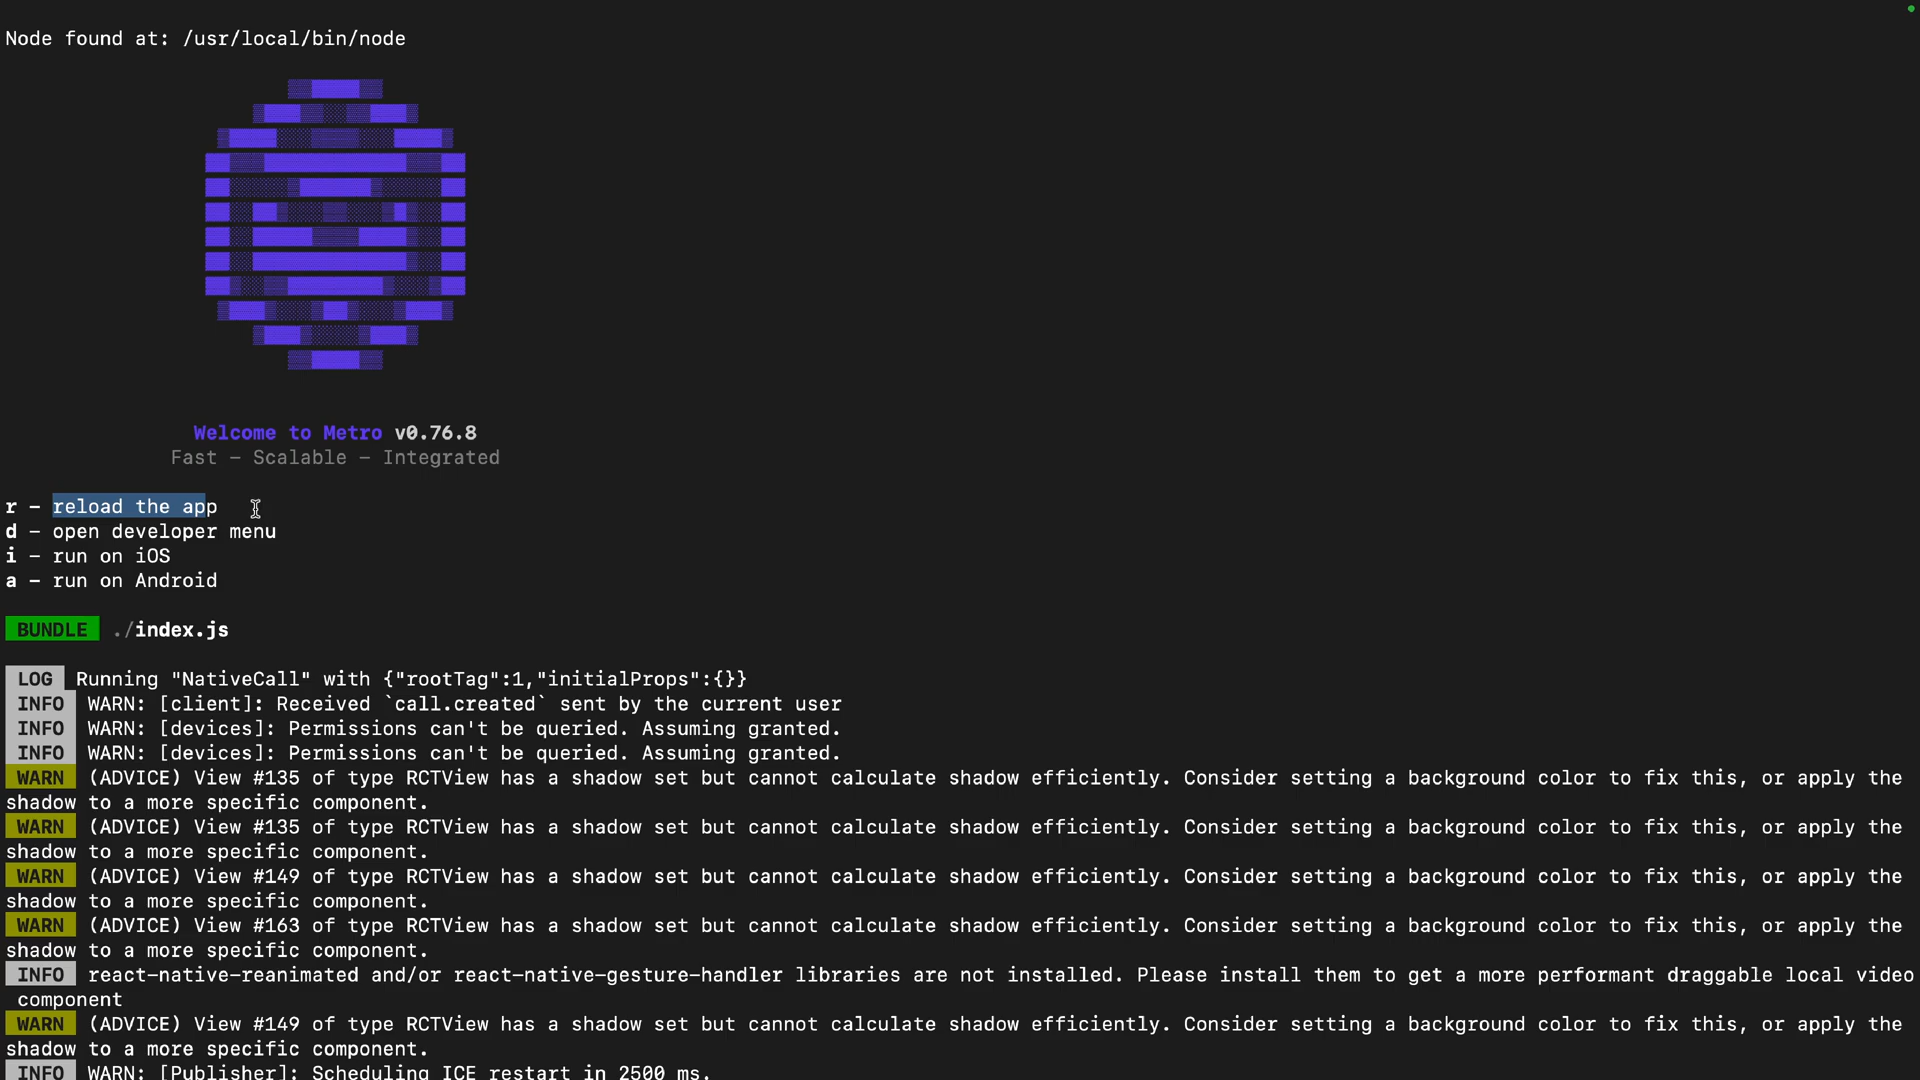 Node found at: /usr/local/bin/node
Welcome to Metro v0.76.8
Fast - Scalable - Integrated
r - reload the app
d - open developer menu
i - run on iOS
a - run on Android
BUNDLE ./index.js
LOG Running "NativeCall" with {"rootTag":1,"initialProps":{}}
INFO WARN: [client]: Received `call.created` sent by the current user
INFO WARN: [devices]: Permissions can't be queried. Assuming granted.
INFO WARN: [devices]: Permissions can't be queried. Assuming granted.
WARN (ADVICE) View #135 of type RCTView has a shadow set but cannot calculate shadow efficiently. Consider setting a background color to fix this, or apply the
shadow to a more specific component.
WARN (ADVICE) View #135 of type RCTView has a shadow set but cannot calculate shadow efficiently. Consider setting a background color to fix this, or apply the
shadow to a more specific component.
WARN (ADVICE) View #149 of type RCTView has a shadow set but cannot calculate shadow efficiently. Consider setting a background color to fix this, or apply the
shadow to a more specific component.
WARN (ADVICE) View #163 of type RCTView has a shadow set but cannot calculate shadow efficiently. Consider setting a background color to fix this, or apply the
shadow to a more specific component.
INFO react-native-reanimated and/or react-native-gesture-handler libraries are not installed. Please install them to get a more performant draggable local video
component
WARN (ADVICE) View #149 of type RCTView has a shadow set but cannot calculate shadow efficiently. Consider setting a background color to fix this, or apply the
shadow to a more specific component.
INFO WARN: [Publisher]: Scheduling ICE restart in 2500 ms.